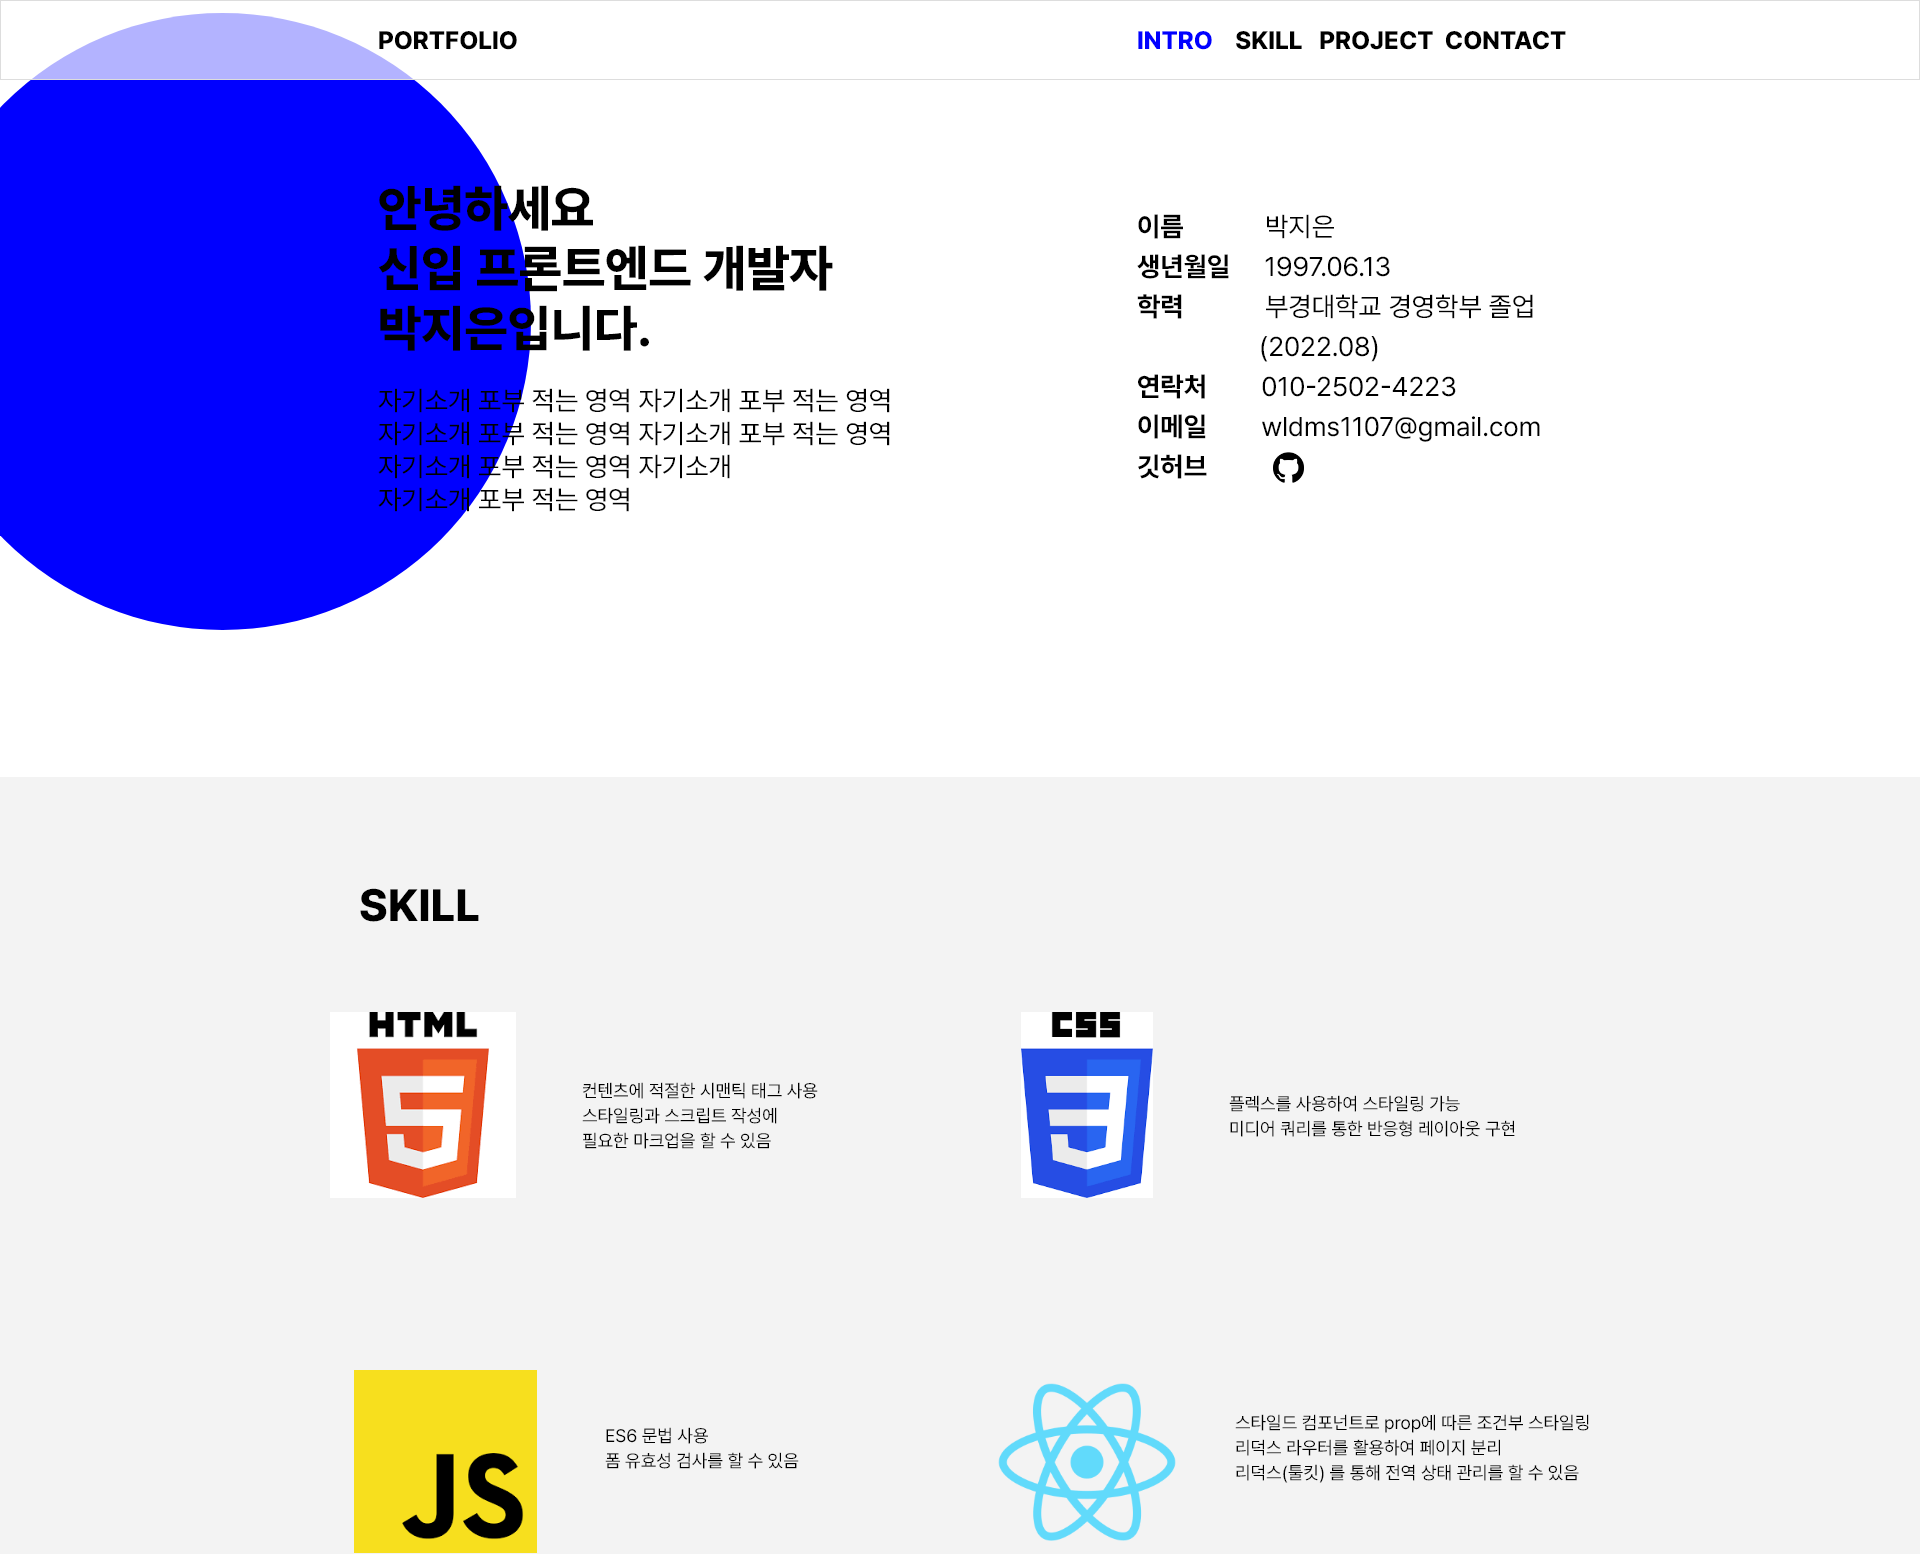 PORTFOLIO
INTRO SKILL PROJECT CONTACT
안녕하세요
신입 프론트엔드 개발자
박지은입니다.
자기소개 포부 적는 영역 자기소개 포부 적는 영역
자기소개 포부 적는 영역 자기소개 포부 적는 영역
자기소개 포부 적는 영역 자기소개
자기소개 포부 적는 영역
이름 박지은
생년월일 1997.06.13
학력 부경대학교 경영학부 졸업
(2022.08)
연락처 010-2502-4223
이메일 wldms1107@gmail.com
깃허브
SKILL
HTML
5
컨텐츠에 적절한 시맨틱 태그 사용
스타일링과 스크립트 작성에
필요한 마크업을 할 수 있음
CSS
3
플렉스를 사용하여 스타일링 가능
미디어 쿼리를 통한 반응형 레이아웃 구현
JS
ES6 문법 사용
폼 유효성 검사를 할 수 있음
스타일드 컴포넌트로 prop에 따른 조건부 스타일링
리덕스 라우터를 활용하여 페이지 분리
리덕스(툴킷) 를 통해 전역 상태 관리를 할 수 있음